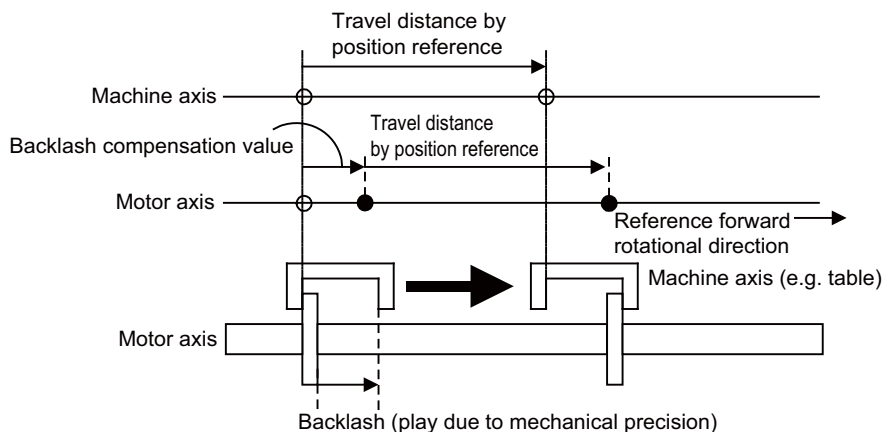 Travel distance by
position reference
Machine axis
Travel distance
by position reference
Backlash compensation value
Motor axis
Reference forward
rotational direction
Machine axis (e.g. table)
Motor axis
Backlash (play due to mechanical precision)